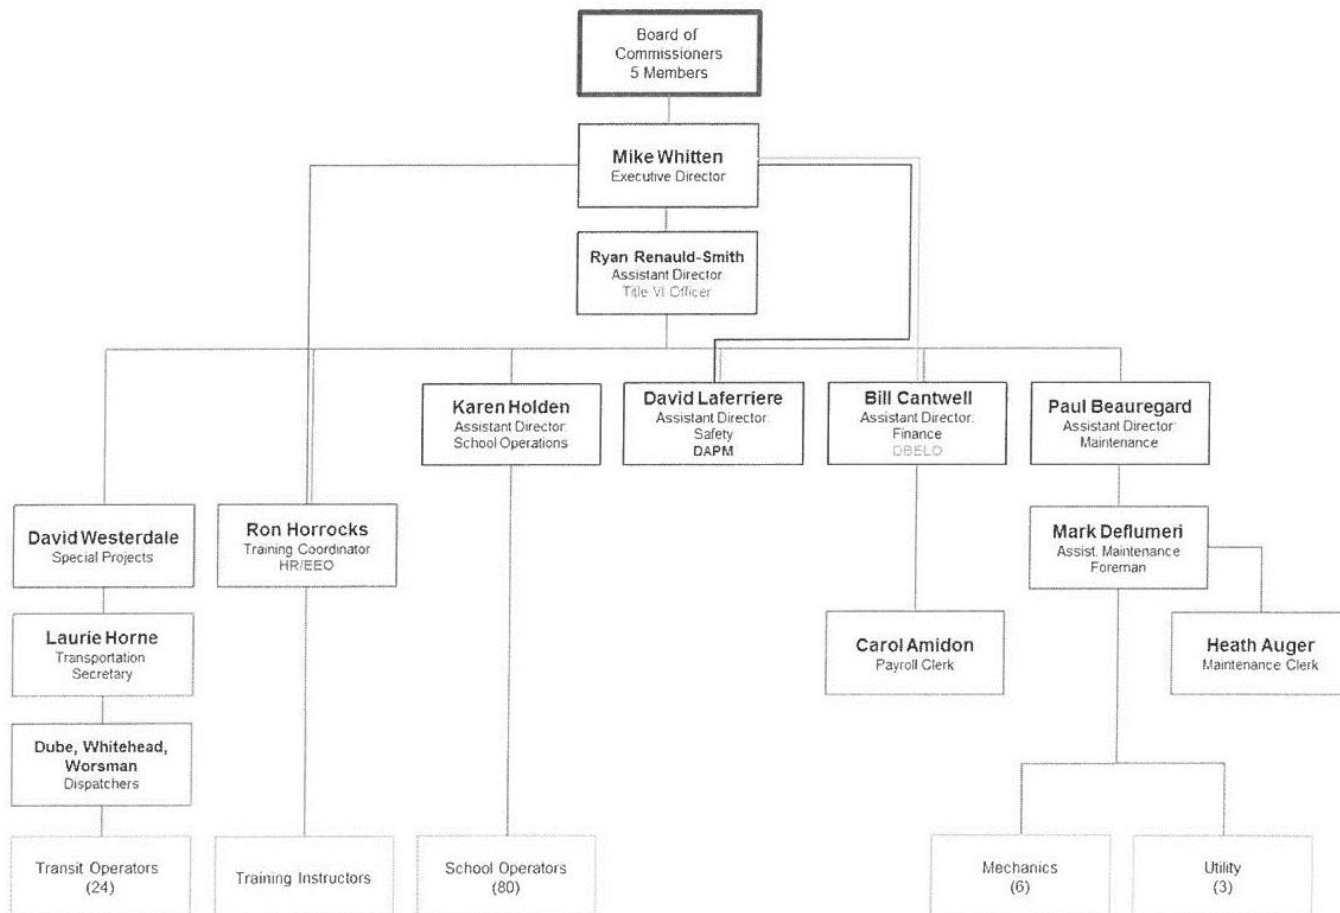 Board of
Commissioners
5 Members
Mike Whitten
Executive Director
Ryan Renauld-Smith
Assistant Director
Title VI Officer
Karen Holden
Assistant Director:
School Operations
David Laferriere
Assistant Director:
Safety
DAPM
Bill Cantwell
Assistant Director:
Finance
DBELO
Paul Beauregard
Assistant Director:
Maintenance
David Westerdale
Special Projects
Ron Horrocks
Training Coordinator
HR/EEO
Mark Deflumeri
Assist. Maintenance
Foreman
Laurie Horne
Transportation
Secretary
Carol Amidon
Payroll Clerk
Heath Auger
Maintenance Clerk
Dube, Whitehead,
Worsman
Dispatchers
Transit Operators
(24)
Training Instructors
School Operators
(80)
Mechanics
(6)
Utility
(3)